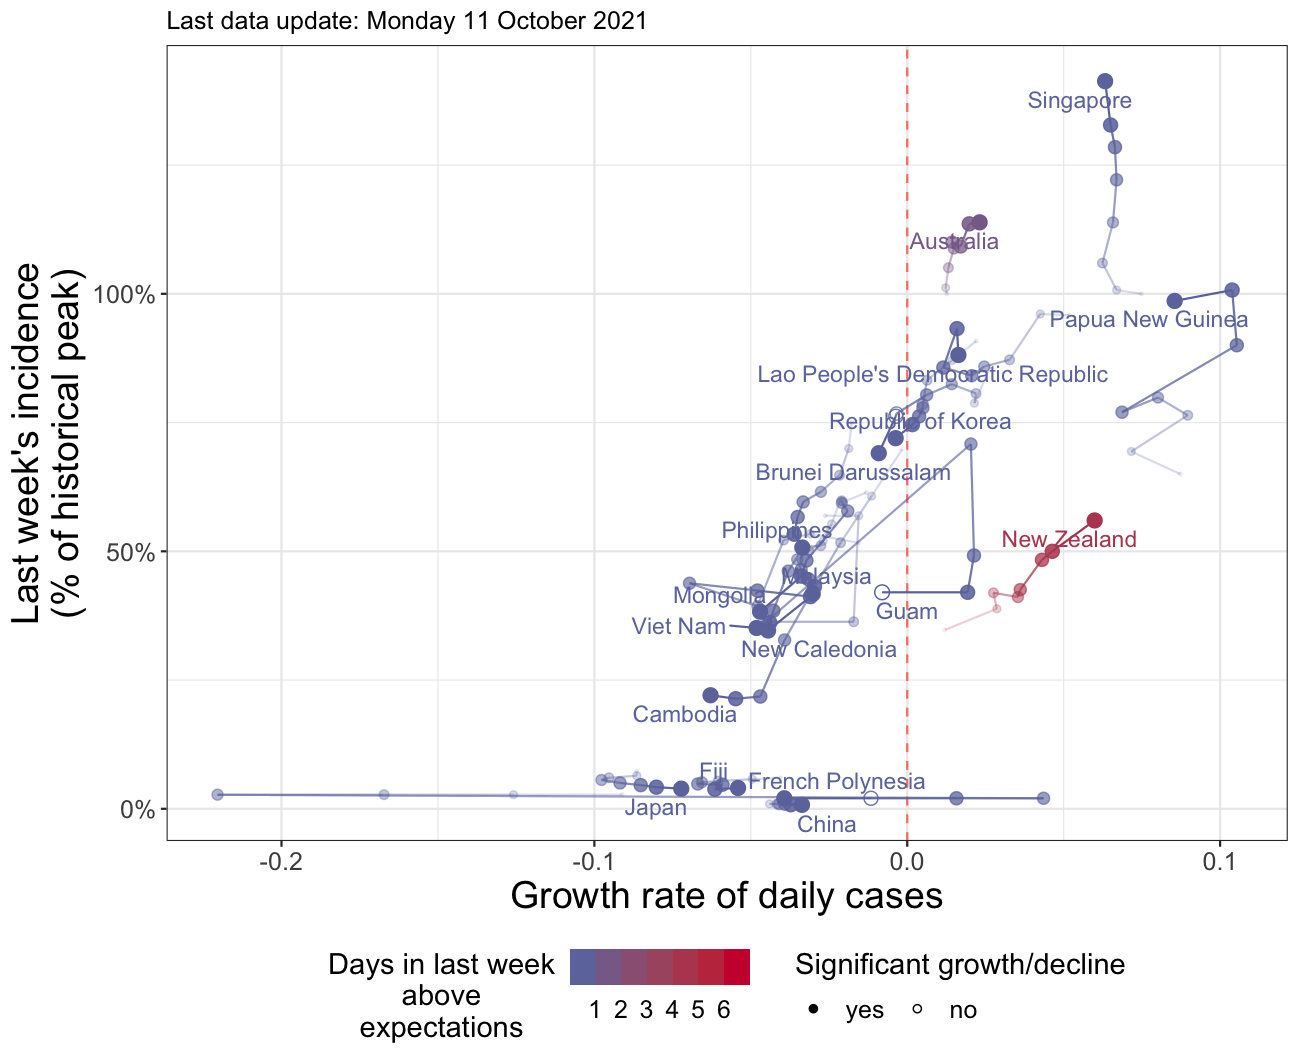 Last data update: Monday 11 October 2021
Last week's incidence
(% of historical peak)
100%
50%
0%
Singapore
Australia
Papua New Guinea
Lao People's Democratic Republic
Republic of Korea
Brunei Darussalam
Philippines
New Zealand
Malaysia
Mongolia
Guam
Viet Nam
New Caledonia
Cambodia
Fiji
French Polynesia
Japan
China
-0.2
-0.1
0.0
0.1
Growth rate of daily cases
Days in last week
above
expectations
1 2 3 4 5 6
Significant growth/decline
yes
no